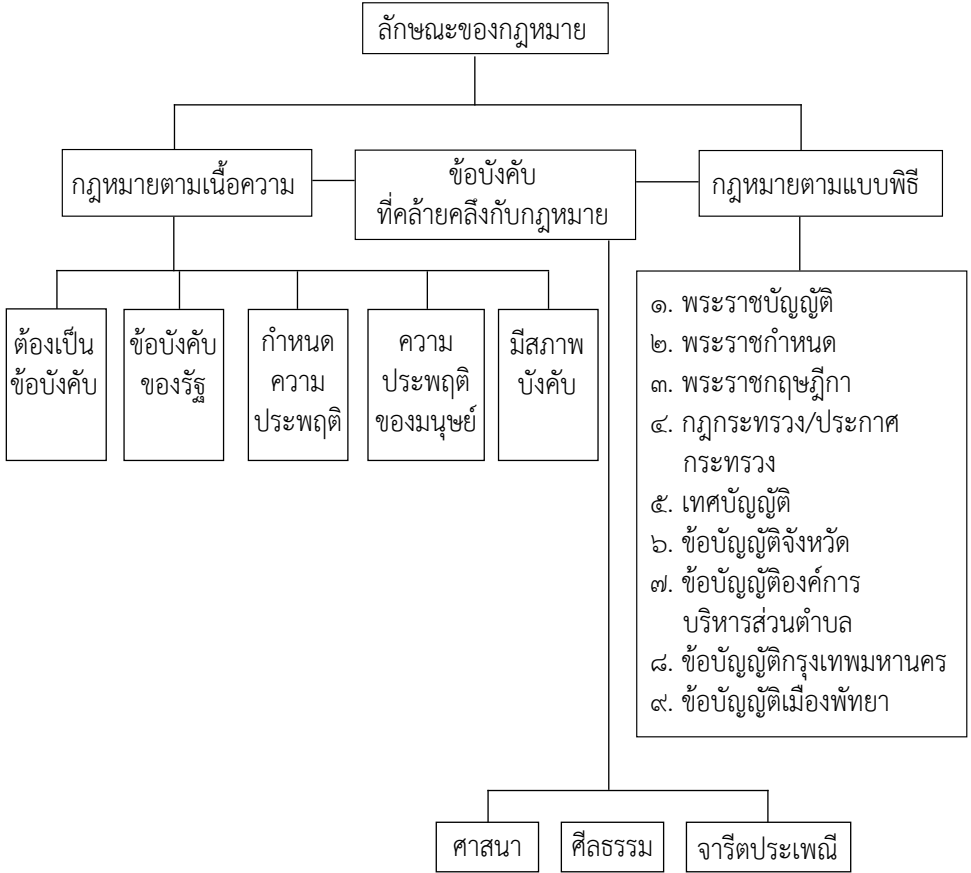 ลักษณะของกฎหมาย
กฎหมายตามเนื้อความ
ข้อบังคับ
ที่คล้ายคลึงกับกฎหมาย
กฎหมายตามแบบพิธี
ต้องเป็น
ข้อบังคับ
ข้อบังคับ
ของรัฐ
กำหนด
ความ
ประพฤติ
ความ
ประพฤติ
ของมนุษย์
มีสภาพ
บังคับ
๑. พระราชบัญญัติ
๒. พระราชกำหนด
๓. พระราชกฤษฎีกา
๔. กฎกระทรวง/ประกาศ
กระทรวง
๕. เทศบัญญัติ
๖. ข้อบัญญัติจังหวัด
๗. ข้อบัญญัติองค์การ
บริหารส่วนตำบล
๘. ข้อบัญญัติกรุงเทพมหานคร
๙. ข้อบัญญัติเมืองพัทยา
ศาสนา
ศีลธรรม
จารีตประเพณี